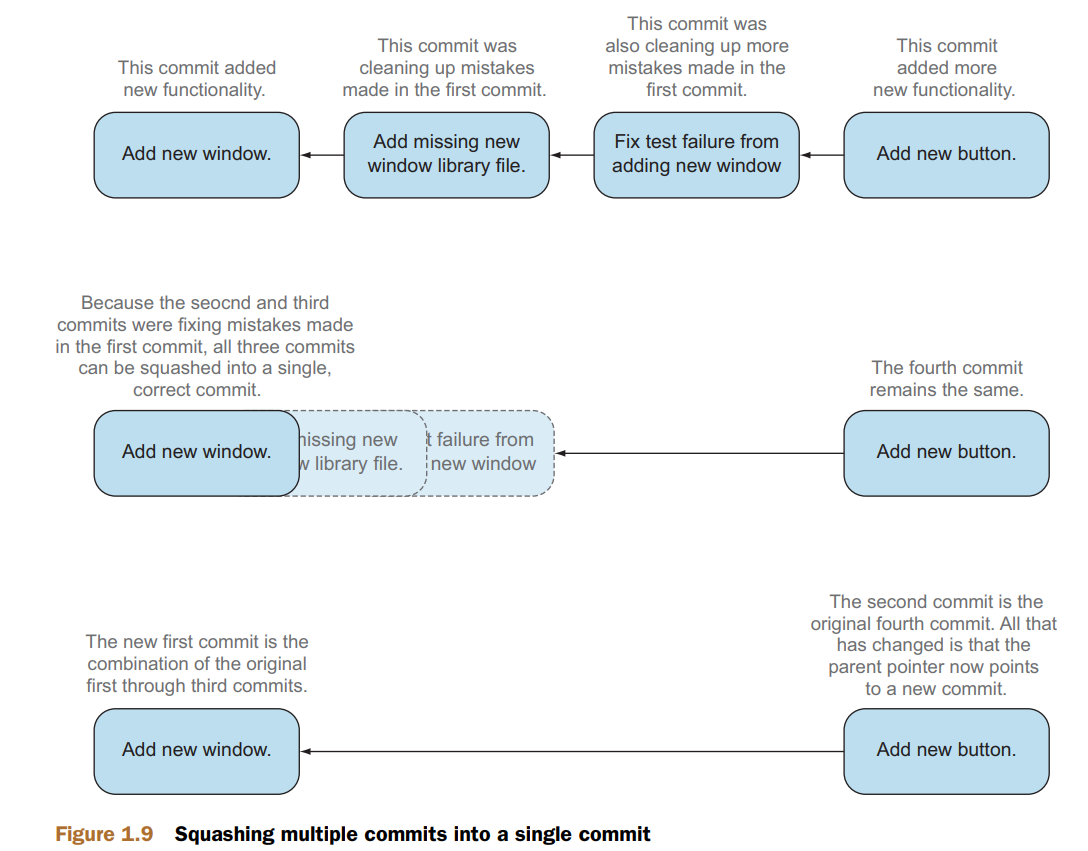 This commit added
new functionality.
This commit was
cleaning up mistakes
made in the first commit.
This commit was
also cleaning up more
mistakes made in the
first commit.
This commit
added more
new functionality.
Add new window.
Add missing new
window library file.
Fix test failure from
adding new window
Add new button.
Because the seocnd and third
commits were fixing mistakes made
in the first commit, all three commits
can be squashed into a single,
correct commit.
The fourth commit
remains the same.
Add new window.
missing new
w library file.
t failure from
new window
Add new button.
The new first commit is the
combination of the original
first through third commits.
The second commit is the
original fourth commit. All that
has changed is that the
parent pointer now points
to a new commit.
Add new window.
Add new button.
Figure 1.9 Squashing multiple commits into a single commit